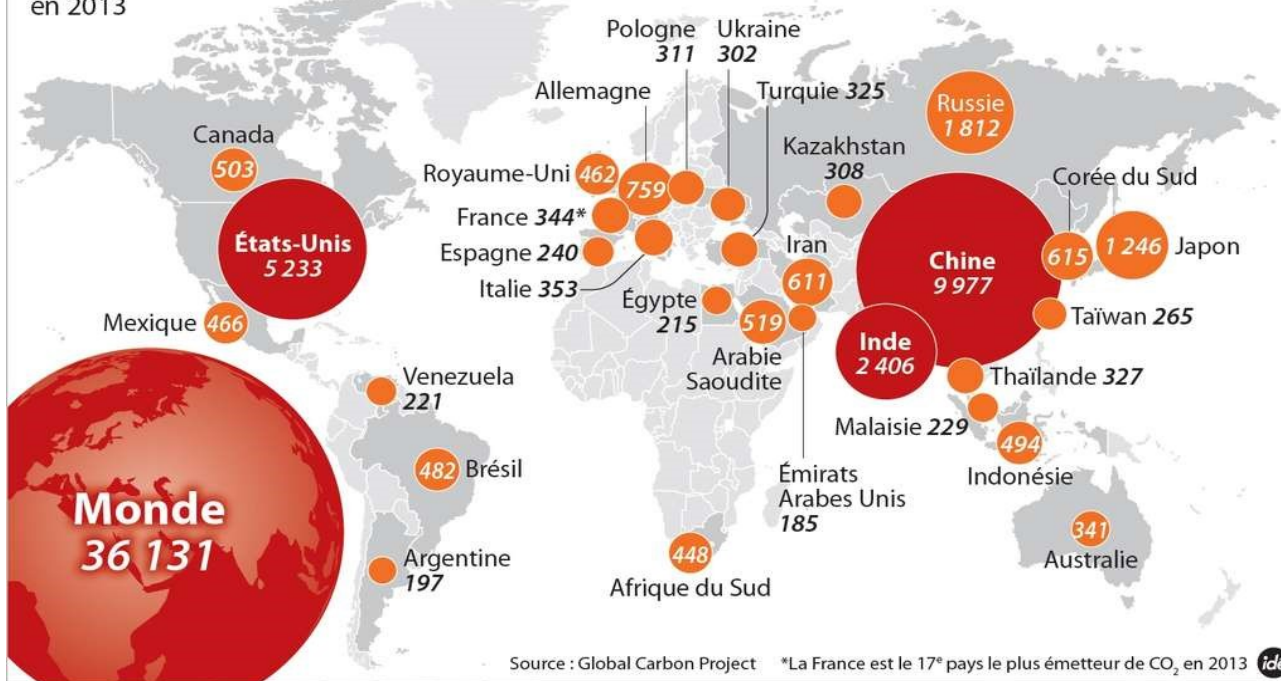 en 2013
Pologne
311
Ukraine
302
Allemagne
Turquie 325
Russie
1 812
Canada
503
Kazakhstan
308
Royaume-Uni 462
759
Corée du Sud
615
France 344*
États-Unis
5 233
Espagne 240
Iran
611
Chine
9 977
1 246 Japon
Italie 353
Égypte
215
Mexique 466
519
Arabie
Saoudite
Inde
2 406
Taïwan 265
Venezuela
221
Thaïlande 327
Malaisie 229
494
Indonésie
482 Brésil
Émirats
Arabes Unis
185
Monde
36 131
341
Australie
Argentine
197
448
Afrique du Sud
Source : Global Carbon Project *La France est le 17ᵉ pays le plus émetteur de CO₂ en 2013